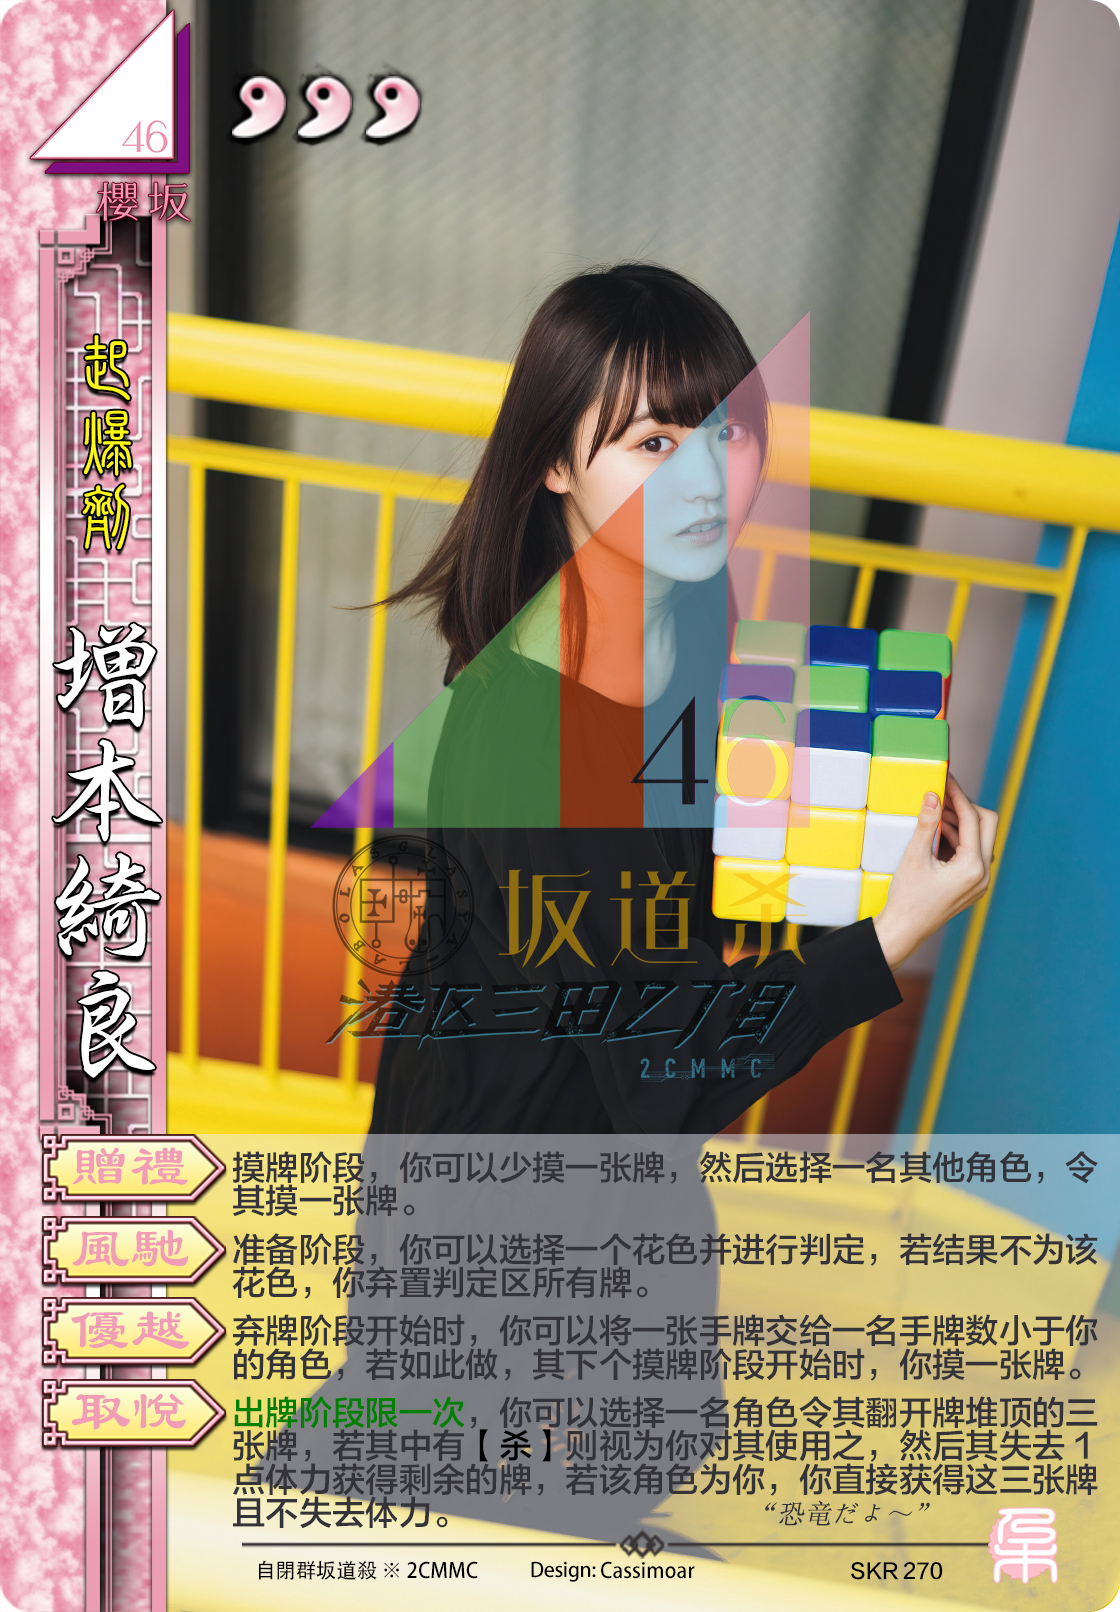 46
櫻坂
起爆劑
增本綺良
46
坂道杀
港区三田2丁目
2CMMC
贈禮
摸牌阶段，你可以少摸一张牌，然后选择一名其他角色，令
其摸一张牌。
風馳
准备阶段，你可以选择一个花色并进行判定，若结果不为该
花色，你弃置判定区所有牌。
優越
弃牌阶段开始时，你可以将一张手牌交给一名手牌数小于你
的角色，若如此做，其下个摸牌阶段开始时，你摸一张牌。
取悅
出牌阶段限一次，你可以选择一名角色令其翻开牌堆顶的三
张牌，若其中有【杀】则视为你对其使用之，然后其失去1
点体力获得剩余的牌，若该角色为你，你直接获得这三张牌
且不失去体力。
“恐竜だょ～”
自閉群坂道殺 ※ 2CMMC
Design: Cassimoar
SKR 270